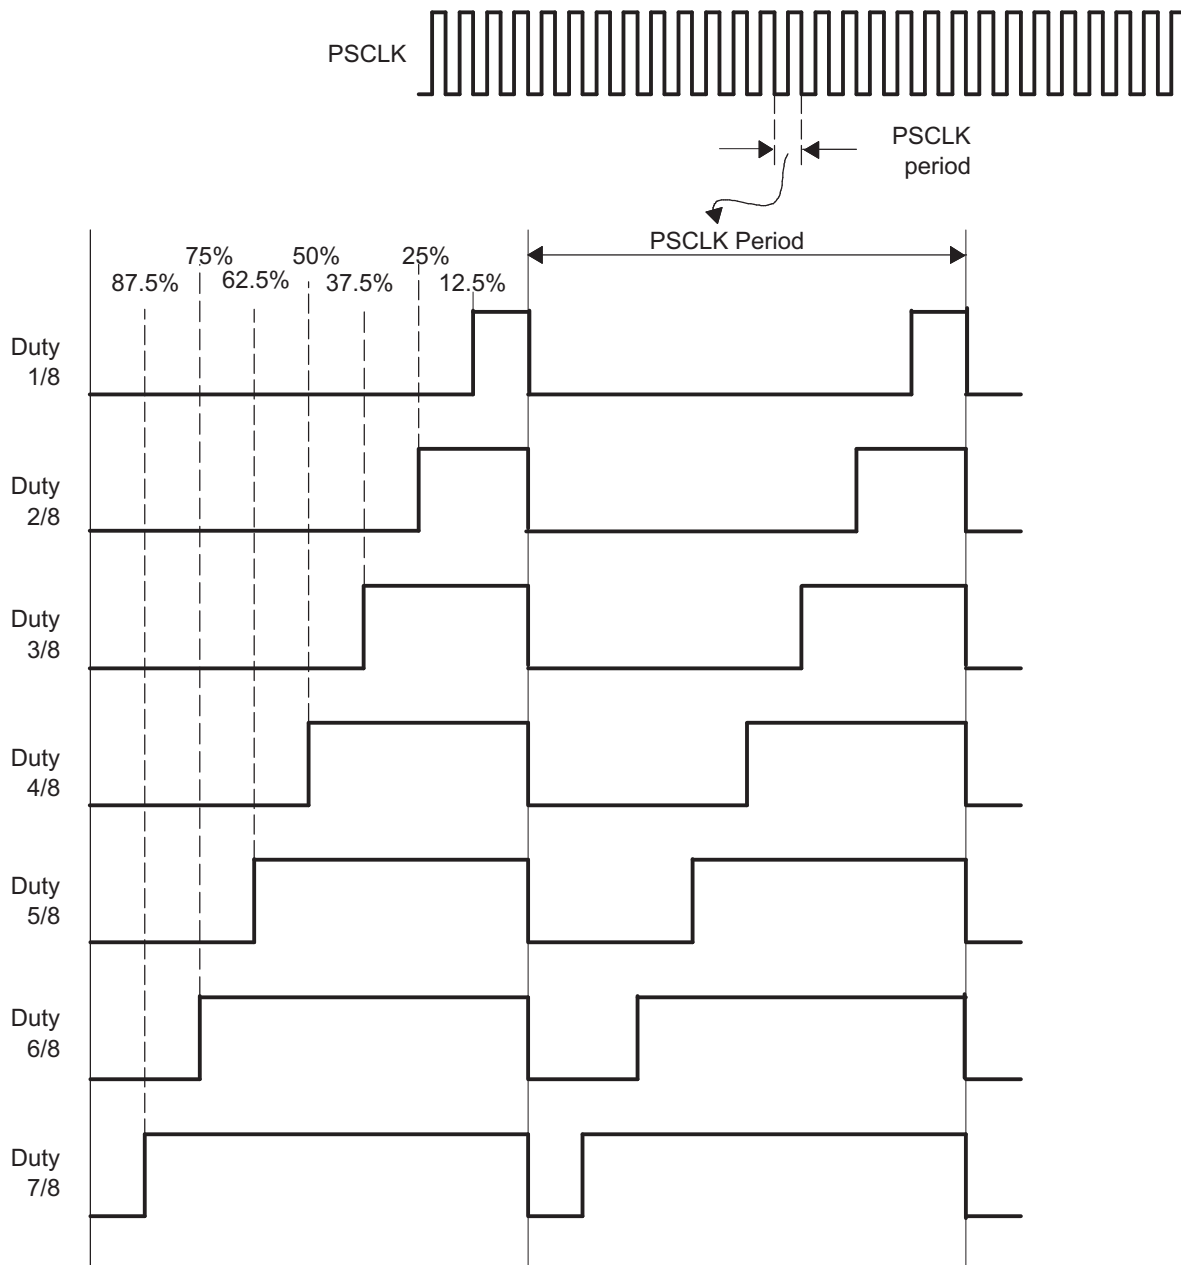 PSCLK
PSCLK
period
PSCLK Period
75%
50%
25%
87.5%
62.5%
37.5%
12.5%
Duty
1/8
Duty
2/8
Duty
3/8
Duty
4/8
Duty
5/8
Duty
6/8
Duty
7/8